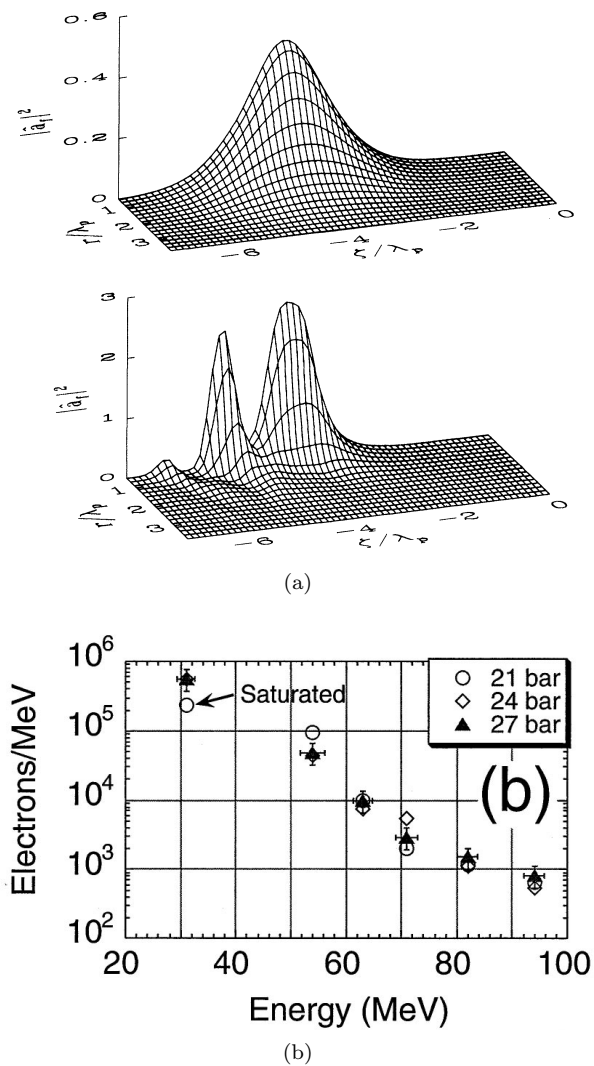 0.6
0.4
0.2
0
|â_f|²
1
2
3
r/λ_p
−6
−4
−2
0
ζ/λ_p
3
2
1
0
|â_f|²
1
2
3
r/λ_p
−6
−4
−2
0
ζ/λ_p
(a)
10⁶
10⁵
10⁴
10³
10²
Electrons/MeV
Saturated
21 bar
24 bar
27 bar
(b)
20 40 60 80 100
Energy (MeV)
(b)